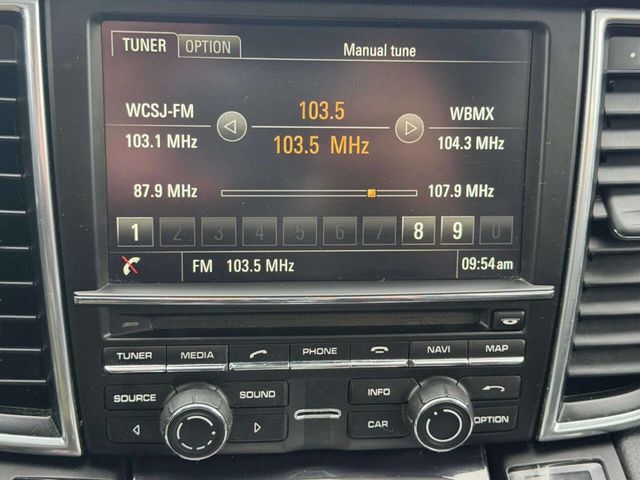 TUNER OPTION Manual tune
WCSJ-FM 103.5 WBMX
103.1 MHz 103.5 MHz 104.3 MHz
87.9 MHz 107.9 MHz
1 2 3 4 5 6 7 8 9 0
FM 103.5 MHz 09:54 am
TUNER MEDIA PHONE NAVI MAP
SOURCE SOUND INFO
CAR OPTION